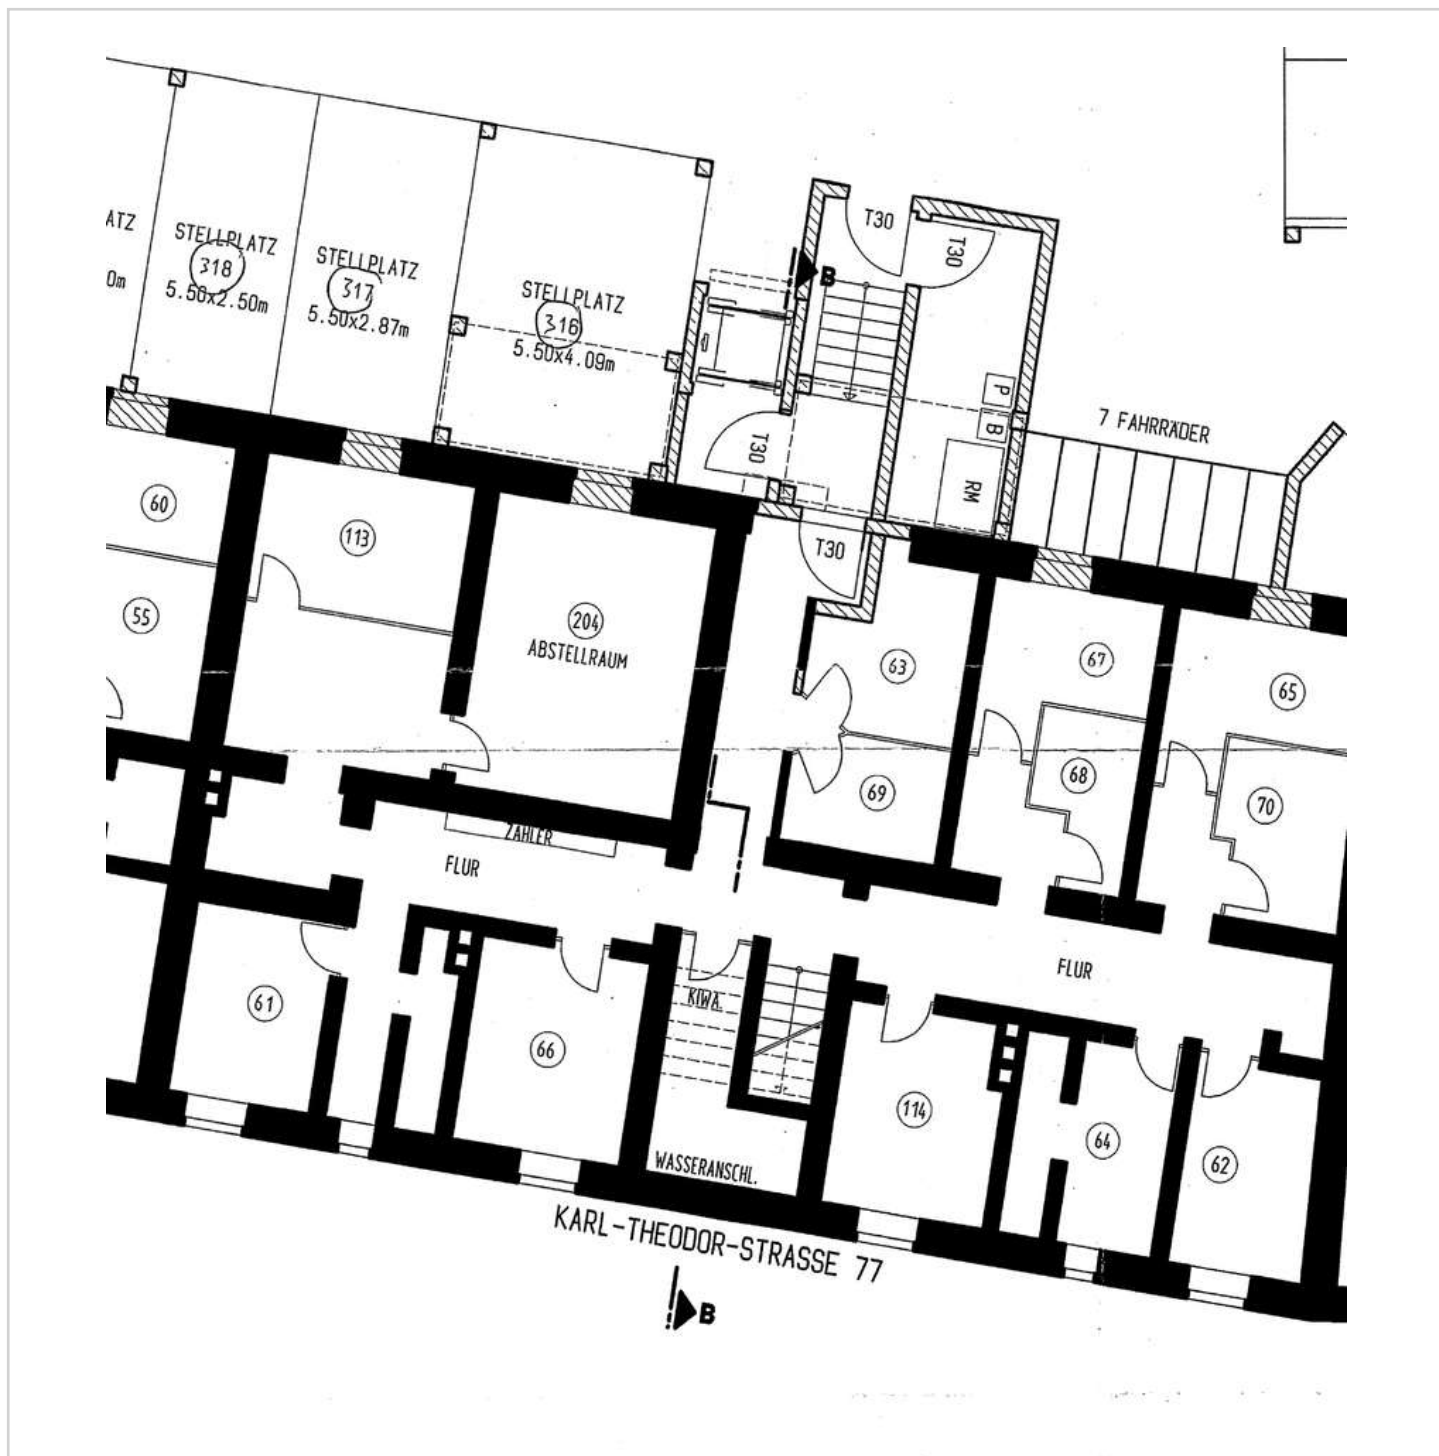 ATZ
0m
STELLPLATZ
318
5.50x2.50m
STELLPLATZ
317
5.50x2.87m
STELLPLATZ
316
5.50x4.09m
T30
T30
B
P
B
RM
T30
T30
7 FAHRRÄDER
60
113
55
204
ABSTELLRAUM
63
67
65
69
68
70
ZÄHLER
FLUR
FLUR
61
66
KIWA.
114
64
62
WASSERANSCHL.
KARL-THEODOR-STRASSE 77
B